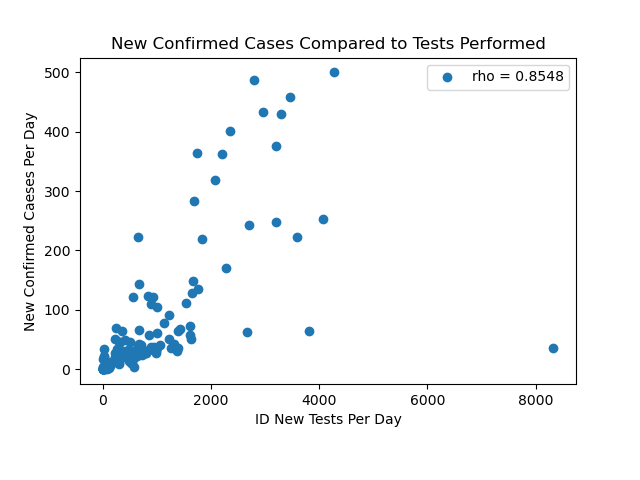 New Confirmed Cases Compared to Tests Performed
rho = 0.8548
500
400
300
200
100
0
New Confirmed Caeses Per Day
0 2000 4000 6000 8000
ID New Tests Per Day